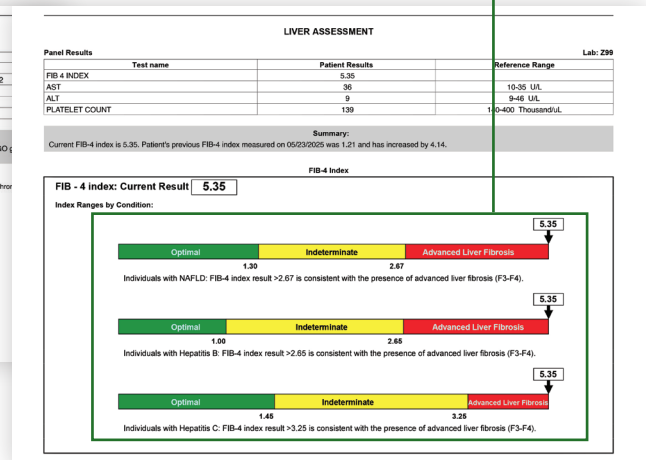 LIVER ASSESSMENT
Panel Results Lab: Z99
Test name Patient Results Reference Range
FIB 4 INDEX 5.35
AST 36 10-35 U/L
ALT 9 9-46 U/L
PLATELET COUNT 139 140-400 Thousand/uL
Summary:
Current FIB-4 index is 5.35. Patient's previous FIB-4 index measured on 05/23/2025 was 1.21 and has increased by 4.14.
FIB-4 Index
FIB - 4 index: Current Result 5.35
Index Ranges by Condition:
5.35
Optimal Indeterminate Advanced Liver Fibrosis
1.30 2.67
Individuals with NAFLD: FIB-4 index result >2.67 is consistent with the presence of advanced liver fibrosis (F3-F4).
5.35
Optimal Indeterminate Advanced Liver Fibrosis
1.00 2.65
Individuals with Hepatitis B: FIB-4 index result >2.65 is consistent with the presence of advanced liver fibrosis (F3-F4).
5.35
Optimal Indeterminate Advanced Liver Fibrosis
1.45 3.25
Individuals with Hepatitis C: FIB-4 index result >3.25 is consistent with the presence of advanced liver fibrosis (F3-F4).